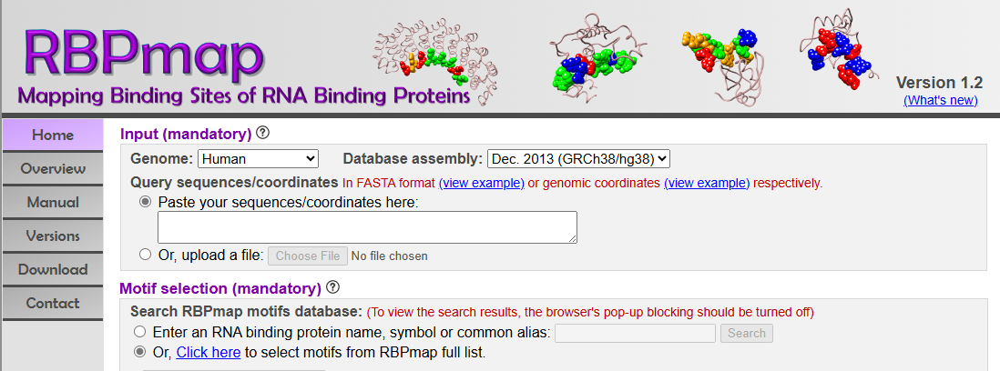 RBPmap
Mapping Binding Sites of RNA Binding Proteins
Version 1.2
(What's new)
Home
Overview
Manual
Versions
Download
Contact
Input (mandatory) ?
Genome: Human Database assembly: Dec. 2013 (GRCh38/hg38)
Query sequences/coordinates In FASTA format (view example) or genomic coordinates (view example) respectively.
Paste your sequences/coordinates here:
Or, upload a file: Choose File No file chosen
Motif selection (mandatory) ?
Search RBPmap motifs database: (To view the search results, the browser's pop-up blocking should be turned off)
Enter an RNA binding protein name, symbol or common alias: Search
Or, Click here to select motifs from RBPmap full list.